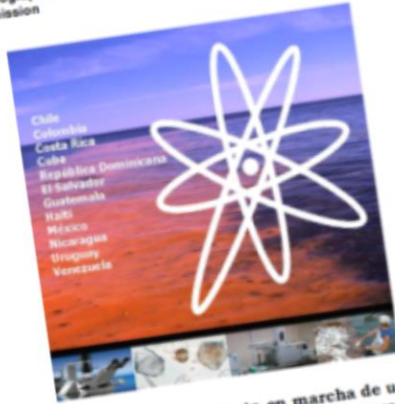 ission
Chile
Colombia
Costa Rica
Cuba
República Dominicana
El Salvador
Guatemala
Haití
México
Nicaragua
Uruguay
Venezuela
en marcha de u